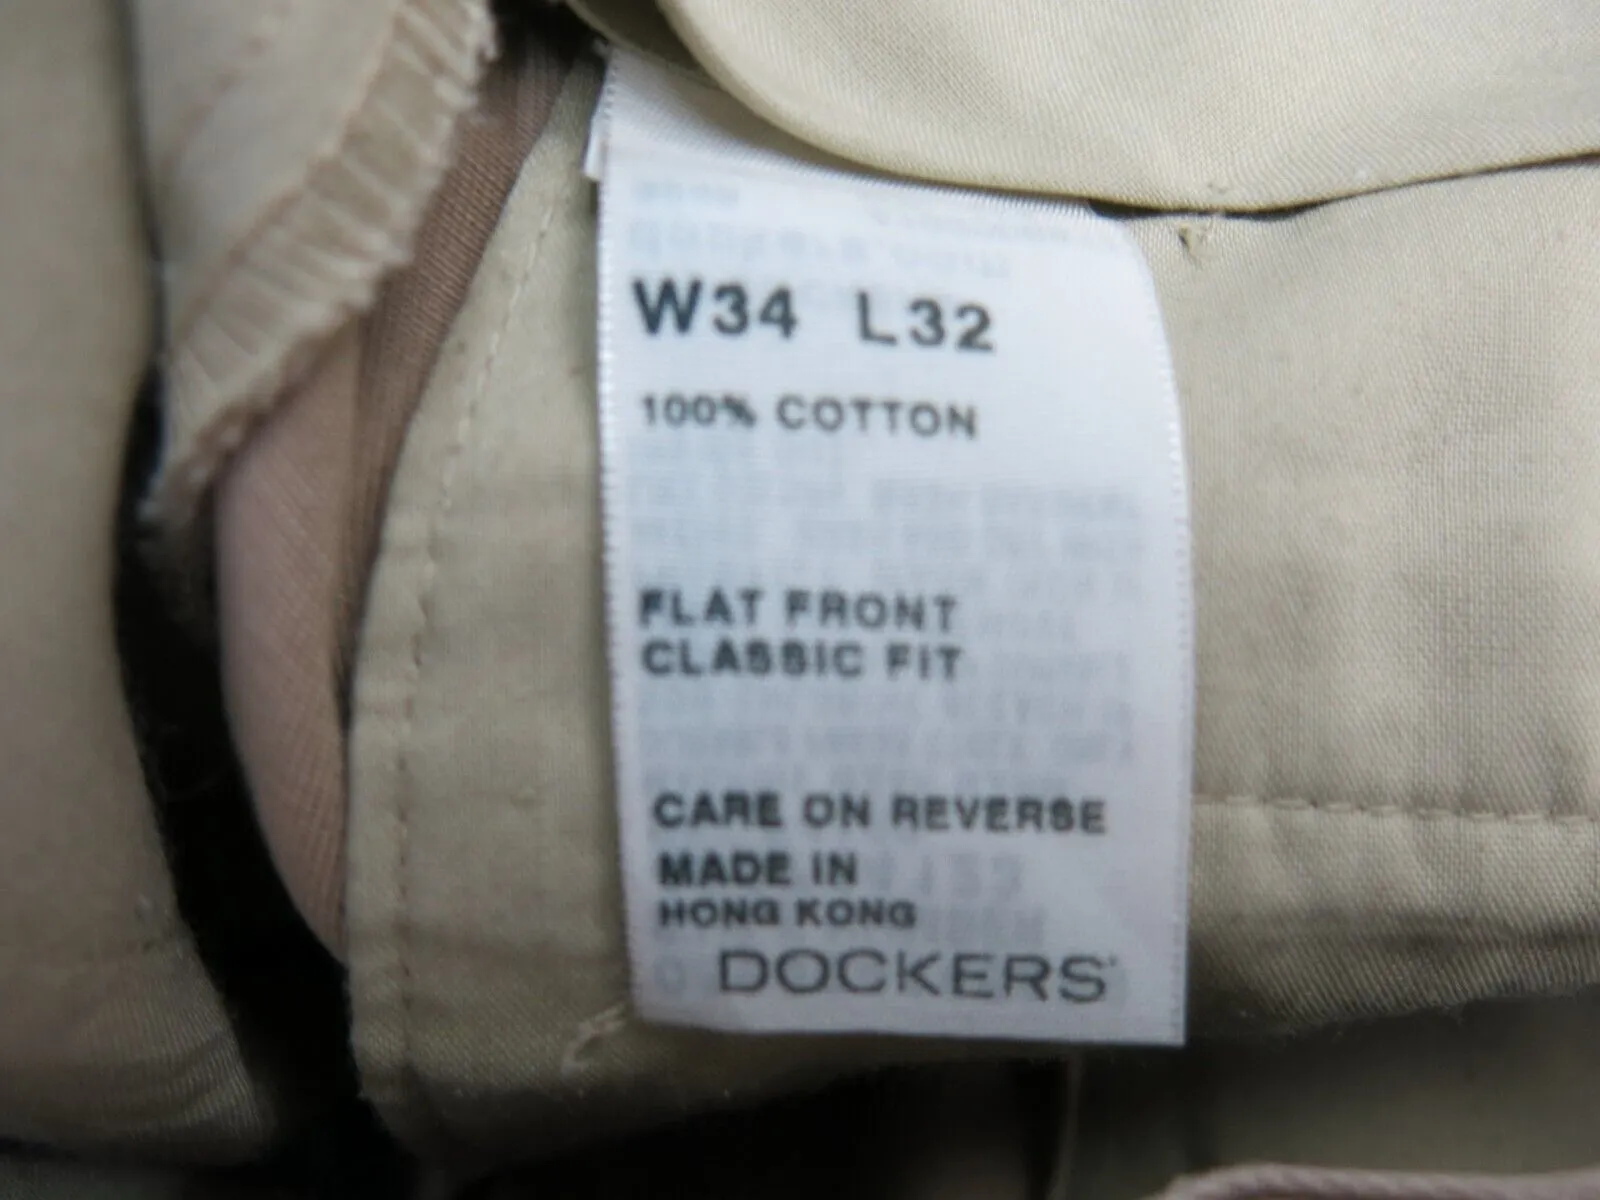 W34 L32
100% COTTON
FLAT FRONT
CLASSIC FIT
CARE ON REVERSE
MADE IN
HONG KONG
DOCKERS